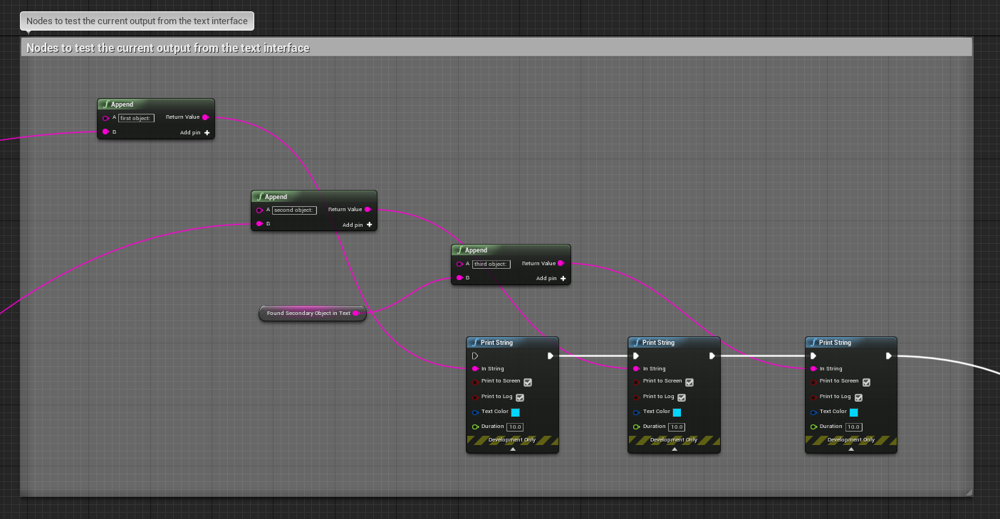 Nodes to test the current output from the text interface
Nodes to test the current output from the text interface
f Append
A first object: Return Value
B Add pin +
f Append
A second object: Return Value
B Add pin +
f Append
A third object: Return Value
B Add pin +
Found Secondary Object in Text
f Print String
In String
Print to Screen
Print to Log
Text Color
Duration 10.0
Development Only
f Print String
In String
Print to Screen
Print to Log
Text Color
Duration 10.0
Development Only
f Print String
In String
Print to Screen
Print to Log
Text Color
Duration 10.0
Development Only